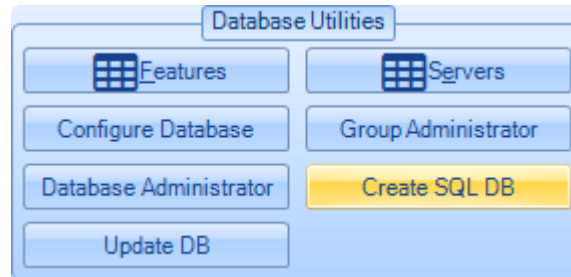 Database Utilities
Features
Servers
Configure Database
Group Administrator
Database Administrator
Create SQL DB
Update DB